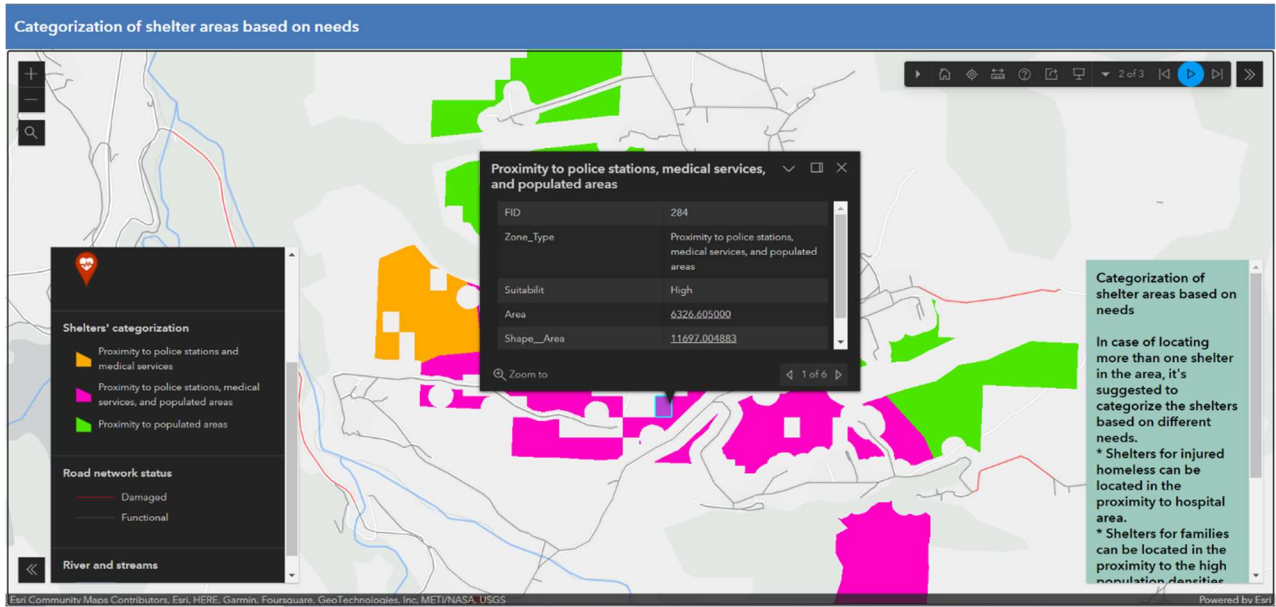 Categorization of shelter areas based on needs
2 of 3
Proximity to police stations, medical services,
and populated areas
FID 284
Zone_Type Proximity to police stations,
medical services, and populated
areas
Suitabilit High
Area 6326.605000
Shape__Area 11697.004883
Zoom to
1 of 6
Shelters' categorization
Proximity to police stations and
medical services
Proximity to police stations, medical
services, and populated areas
Proximity to populated areas
Road network status
Damaged
Functional
River and streams
Categorization of
shelter areas based on
needs
In case of locating
more than one shelter
in the area, it's
suggested to
categorize the shelters
based on different
needs.
* Shelters for injured
homeless can be
located in the
proximity to hospital
area.
* Shelters for families
can be located in the
proximity to the high
population densities
Esri Community Maps Contributors, Esri, HERE, Garmin, Foursquare, GeoTechnologies, Inc, METI/NASA, USGS
Powered by Esri